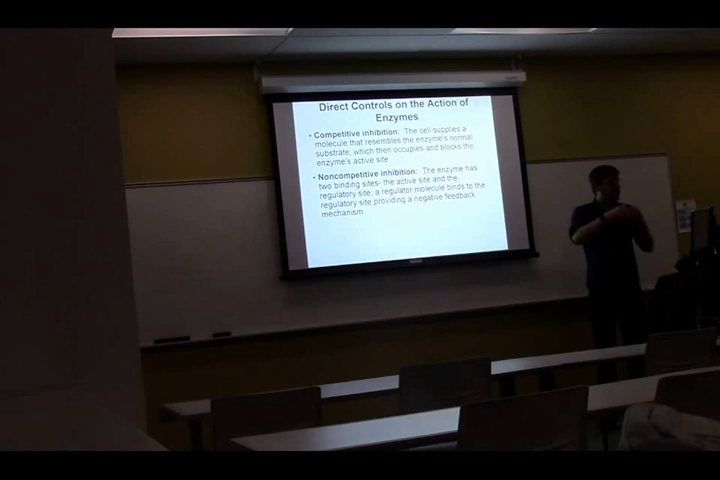 Direct Controls on the Action of
Enzymes
• Competitive inhibition: The cell supplies a
molecule that resembles the enzyme's normal
substrate, which then occupies and blocks the
enzyme's active site
• Noncompetitive inhibition: The enzyme has
two binding sites- the active site and the
regulatory site; a regulator molecule binds to the
regulatory site providing a negative feedback
mechanism